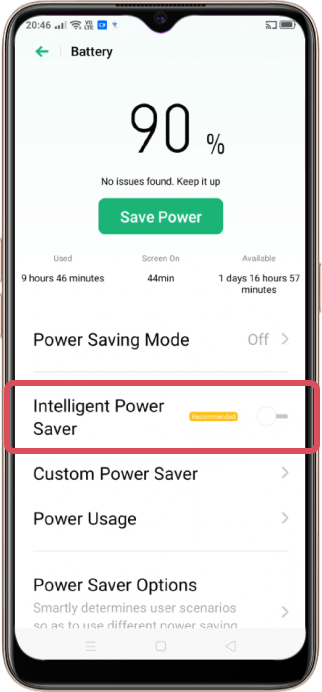 20:46
Battery
90 %
No issues found. Keep it up
Save Power
Used
Screen On
Available
9 hours 46 minutes
44min
1 days 16 hours 57
minutes
Power Saving Mode
Off
Intelligent Power
Saver
Recommended
Custom Power Saver
Power Usage
Power Saver Options
Smartly determines user scenarios
so as to use different power saving